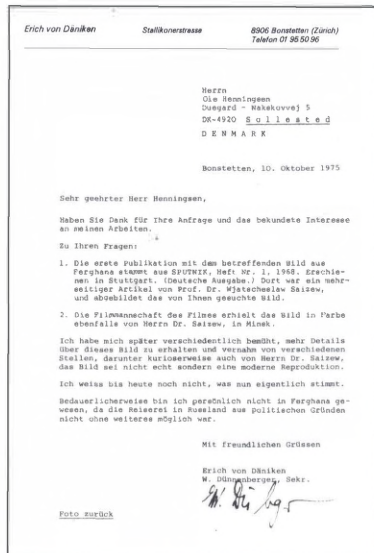 Erich von Däniken
Stallikonerstrasse
8906 Bonstetten (Zürich)
Telefon 01 95 50 96
Herrn
Ole Henningsen
Duegard - Wakskovvej 5
DK-4920 Sollested
DENMARK
Bonstetten, 10. Oktober 1975
Sehr geehrter Herr Henningsen,
Haben Sie Dank für Ihre Anfrage und das bekundete Interesse
an meinen Arbeiten.
Zu Ihren Fragen:
1. Die erste Publikation mit dem betreffenden Bild aus
Ferghana stammt aus SPUTNIK, Heft Nr. 1, 1968. Erschie-
nen in Stuttgart. (Deutsche Ausgabe.) Dort war ein mehr-
seitiger Artikel von Prof. Dr. Wjatscheslaw Saizew,
und abgebildet das von Ihnen gesuchte Bild.
2. Die Filmmannschaft des Filmes erhielt das Bild in Farbe
ebenfalls von Herrn Dr. Saizew, in Minsk.
Ich habe mich später verschiedentlich bemüht, mehr Details
über dieses Bild zu erhalten und vernahm von verschiedenen
Stellen, darunter kurioserweise auch von Herrn Dr. Saizew,
das Bild sei nicht echt sondern eine moderne Reproduktion.
Ich weiss bis heute noch nicht, was nun eigentlich stimmt.
Bedauerlicherweise bin ich persönlich nicht in Ferghana ge-
wesen, da die Reiserei in Russland aus politischen Gründen
nicht ohne weiteres möglich war.
Mit freundlichen Grüssen
Erich von Däniken
W. Dünnenberger, Sekr.
Foto zurück